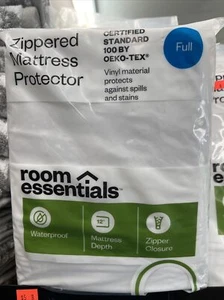 Zippered
Mattress
Protector
CERTIFIED
STANDARD
100 BY
OEKO-TEX®
Full
Vinyl material
protects
against spills
and stains
room
essentials™
12"
Waterproof
Mattress
Depth
Zipper
Closure